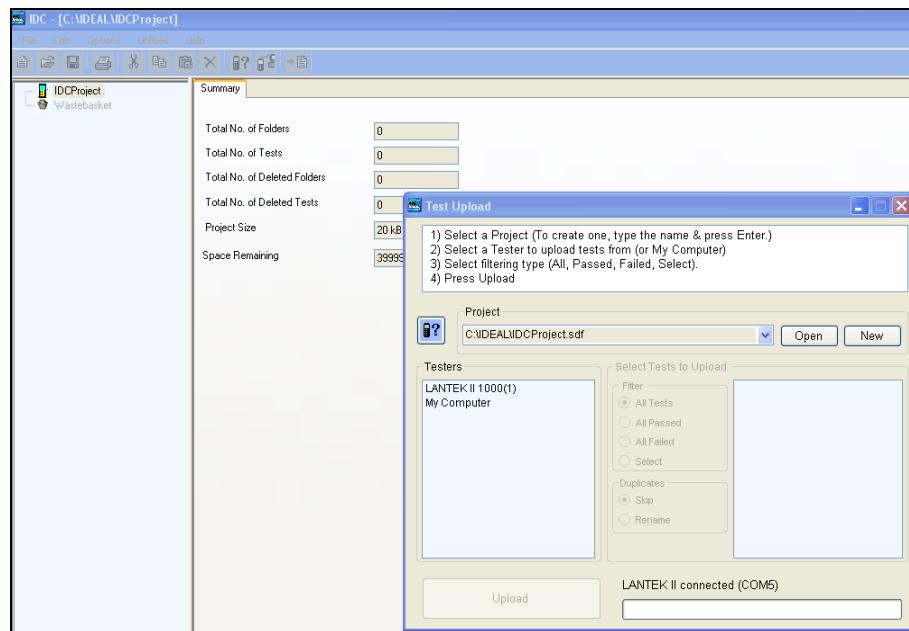 IDC - [C:\IDEAL\IDCProject]
File Edit Options Utilities Help
IDCProject
Wastebasket
Summary
Total No. of Folders 0
Total No. of Tests 0
Total No. of Deleted Folders 0
Total No. of Deleted Tests 0
Project Size 20 kB
Space Remaining 39999
Test Upload
1) Select a Project (To create one, type the name & press Enter.)
2) Select a Tester to upload tests from (or My Computer)
3) Select filtering type (All, Passed, Failed, Select).
4) Press Upload
Project
C:\IDEAL\IDCProject.sdf Open New
Testers
LANTEK II 1000(1)
My Computer
Select Tests to Upload
Filter
All Tests
All Passed
All Failed
Select
Duplicates
Skip
Rename
Upload
LANTEK II connected (COM5)